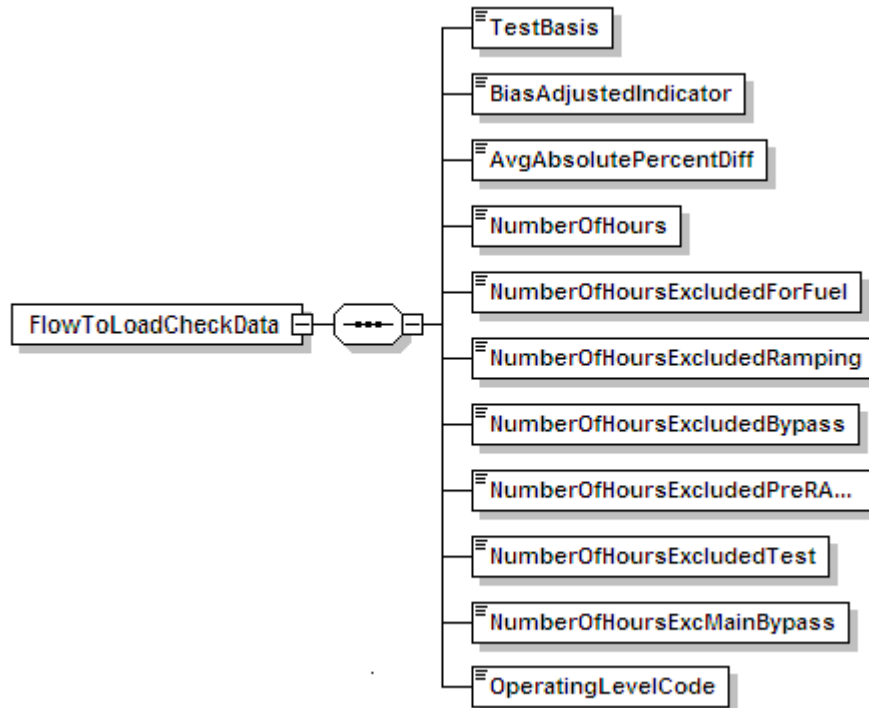 TestBasis
BiasAdjustedIndicator
AvgAbsolutePercentDiff
NumberOfHours
NumberOfHoursExcludedForFuel
FlowToLoadCheckData
NumberOfHoursExcludedRamping
NumberOfHoursExcludedBypass
NumberOfHoursExcludedPreRA...
NumberOfHoursExcludedTest
NumberOfHoursExcMainBypass
OperatingLevelCode